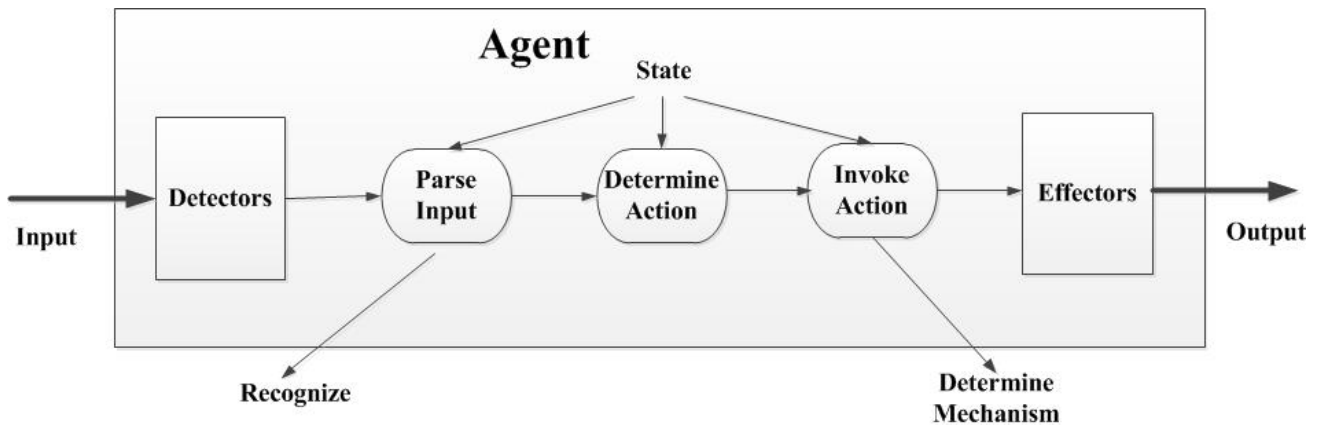 Agent
State
Detectors
Parse
Input
Determine
Action
Invoke
Action
Effectors
Input
Output
Recognize
Determine
Mechanism